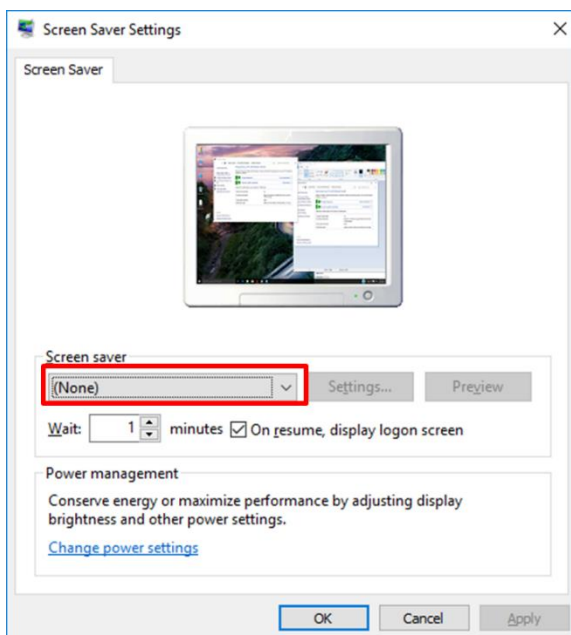 Screen Saver Settings
Screen Saver
Screen saver
(None)
Settings...
Preview
Wait:
1
minutes
On resume, display logon screen
Power management
Conserve energy or maximize performance by adjusting display
brightness and other power settings.
Change power settings
OK
Cancel
Apply